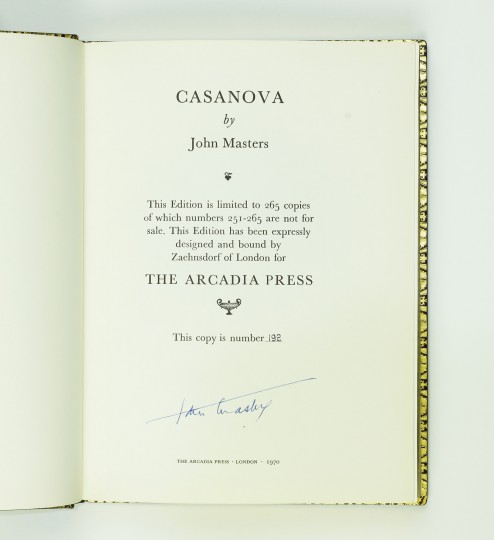 CASANOVA
by
John Masters
This Edition is limited to 265 copies
of which numbers 251-265 are not for
sale. This Edition has been expressly
designed and bound by
Zaehnsdorf of London for
THE ARCADIA PRESS
This copy is number 192
John Masters
THE ARCADIA PRESS · LONDON · 1970